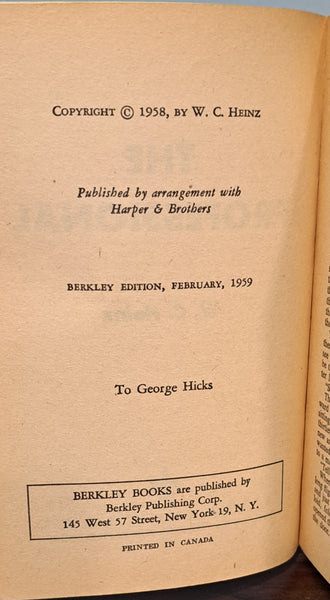 COPYRIGHT © 1958, BY W. C. HEINZ
Published by arrangement with
Harper & Brothers
BERKLEY EDITION, FEBRUARY, 1959
To George Hicks
BERKLEY BOOKS are published by
Berkley Publishing Corp.
145 West 57 Street, New York 19, N. Y.
PRINTED IN CANADA